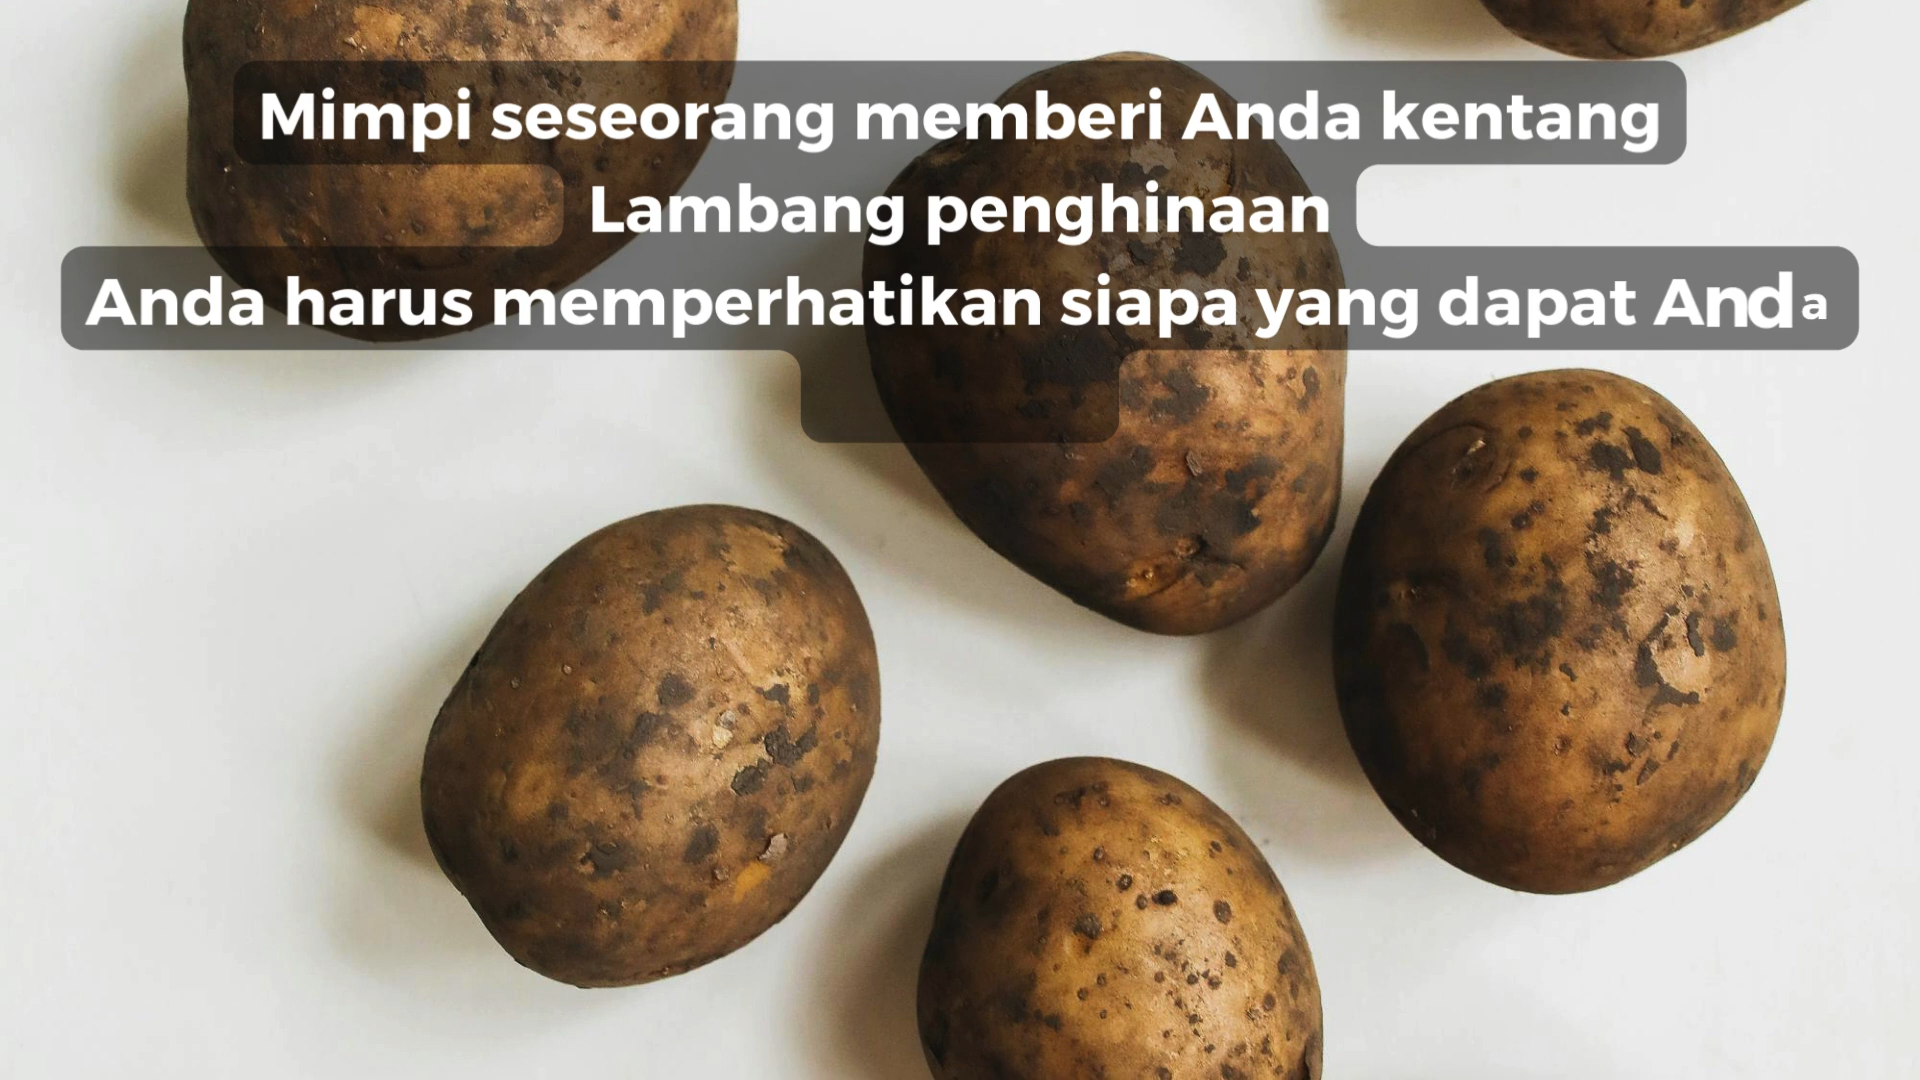 Mimpi seseorang memberi Anda kentang
Lambang penghinaan
Anda harus memperhatikan siapa yang dapat Anda